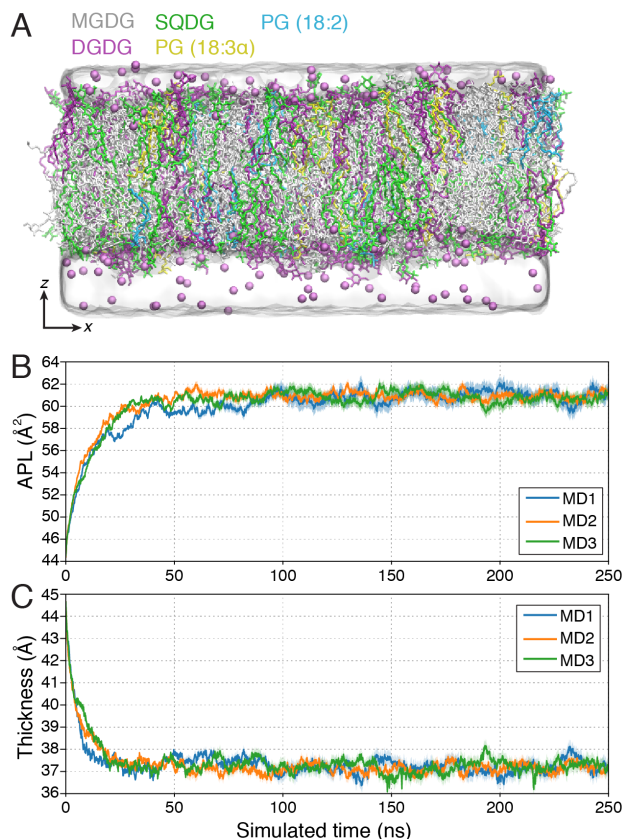 A
MGDG SQDG PG (18:2)
DGDG PG (18:3α)
z
x
B
64
62
60
58
56
54
52
50
48
46
44
APL (Å²)
MD1
MD2
MD3
0 50 100 150 200 250
C
45
44
43
42
41
40
39
38
37
36
Thickness (Å)
MD1
MD2
MD3
0 50 100 150 200 250
Simulated time (ns)